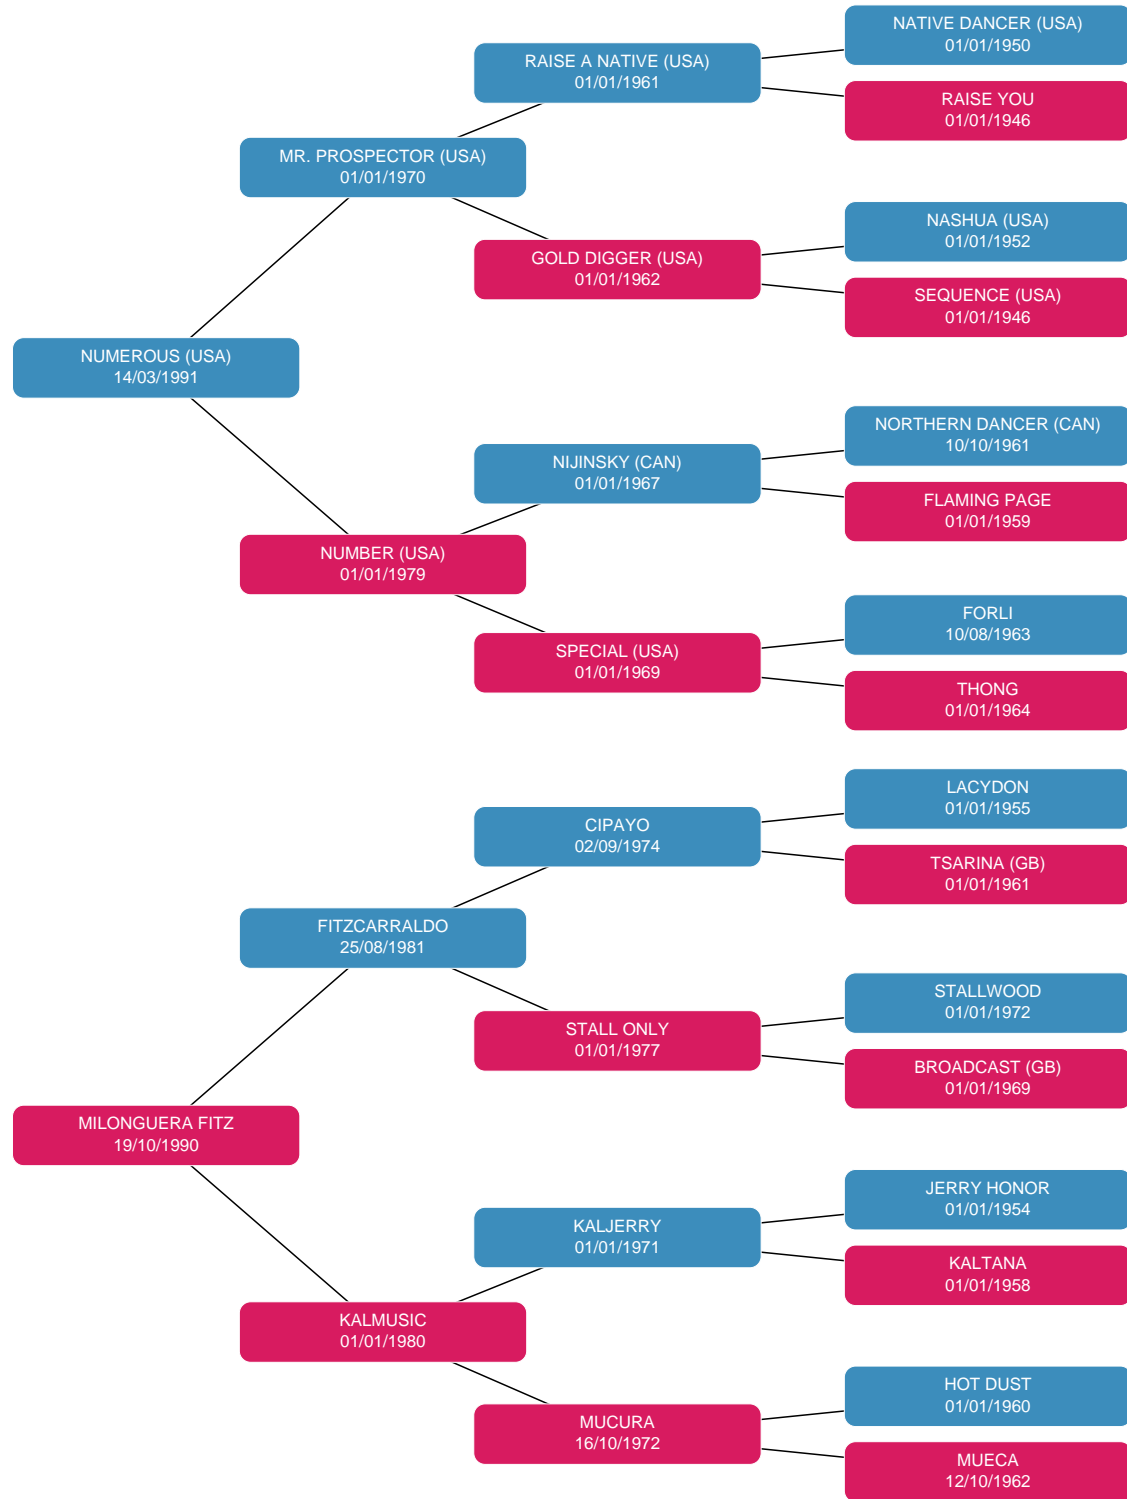 NATIVE DANCER (USA)
01/01/1950
RAISE A NATIVE (USA)
01/01/1961
RAISE YOU
01/01/1946
MR. PROSPECTOR (USA)
01/01/1970
NASHUA (USA)
01/01/1952
GOLD DIGGER (USA)
01/01/1962
SEQUENCE (USA)
01/01/1946
NUMEROUS (USA)
14/03/1991
NORTHERN DANCER (CAN)
10/10/1961
NIJINSKY (CAN)
01/01/1967
FLAMING PAGE
01/01/1959
NUMBER (USA)
01/01/1979
FORLI
10/08/1963
SPECIAL (USA)
01/01/1969
THONG
01/01/1964
LACYDON
01/01/1955
CIPAYO
02/09/1974
TSARINA (GB)
01/01/1961
FITZCARRALDO
25/08/1981
STALLWOOD
01/01/1972
STALL ONLY
01/01/1977
BROADCAST (GB)
01/01/1969
MILONGUERA FITZ
19/10/1990
JERRY HONOR
01/01/1954
KALJERRY
01/01/1971
KALTANA
01/01/1958
KALMUSIC
01/01/1980
HOT DUST
01/01/1960
MUCURA
16/10/1972
MUECA
12/10/1962